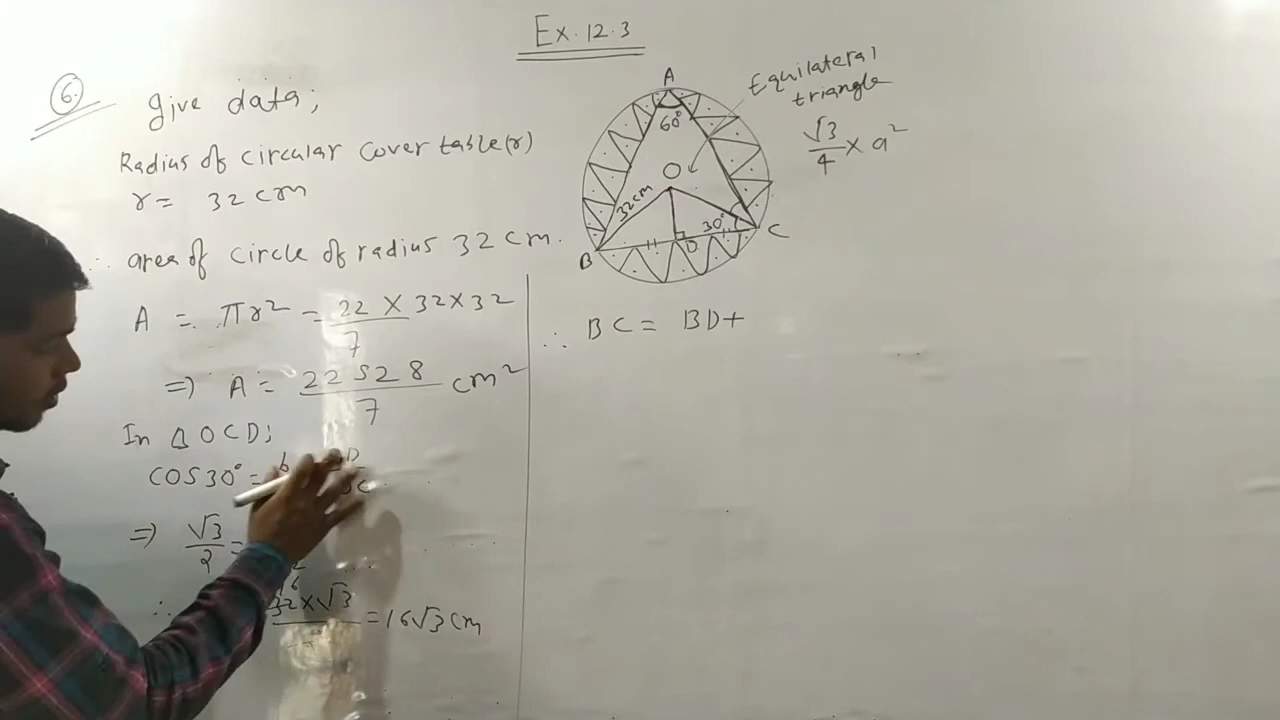 Ex. 12.3
6.
give data;
Radius of circular cover table(r)
r = 32 cm
∴ area of circle of radius 32 cm.
A = πr² = 22 × 32×32
7
=) A = 22528 cm²
7
In △OCD;
COS30° =
=) √3 =
2
∴
32×√3 = 16√3 cm
A
60°
O
32cm
30°
B
D
C
Equilateral
triangle
√3 × a²
4
∴ BC = BD+